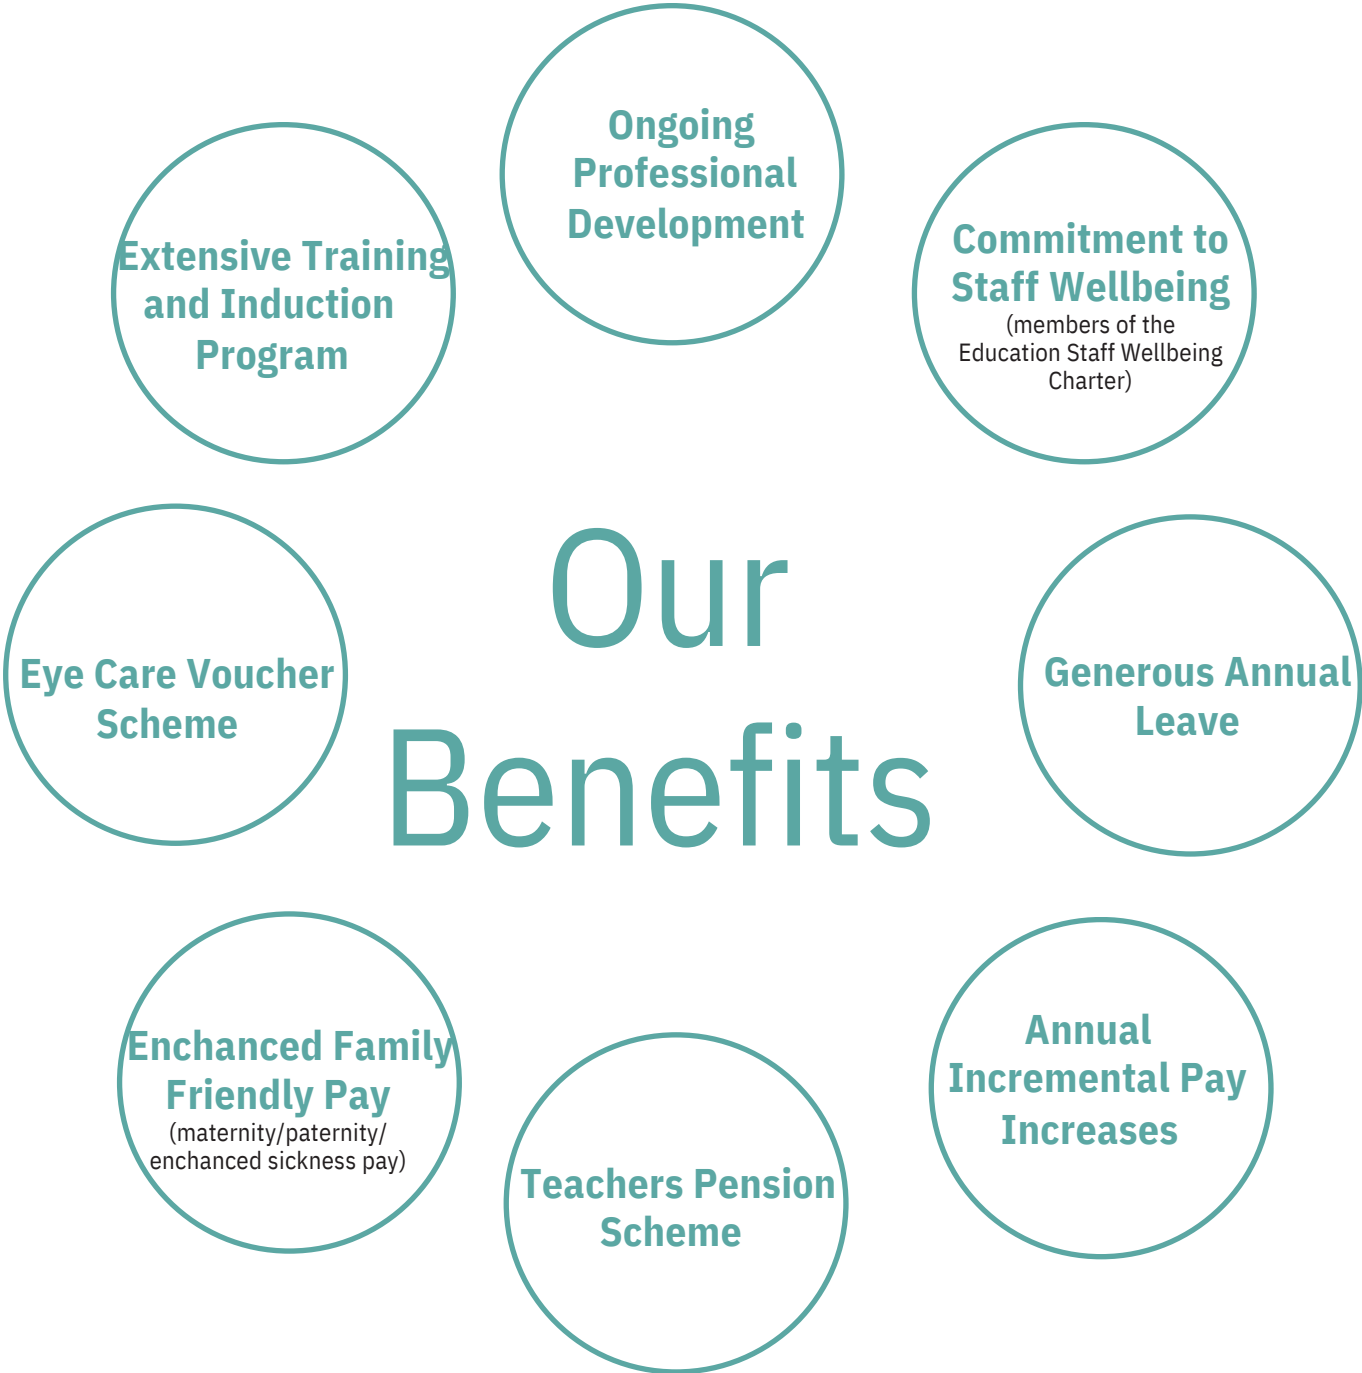 Ongoing
Professional
Development
Extensive Training
and Induction
Program
Commitment to
Staff Wellbeing
(members of the
Education Staff Wellbeing
Charter)
Our
Benefits
Eye Care Voucher
Scheme
Generous Annual
Leave
Enchanced Family
Friendly Pay
(maternity/paternity/
enchanced sickness pay)
Annual
Incremental Pay
Increases
Teachers Pension
Scheme